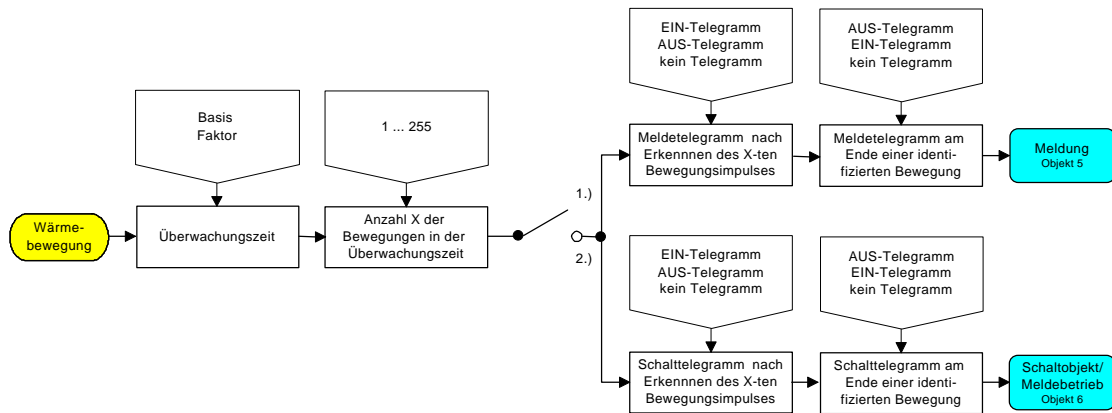 EIN-Telegramm
AUS-Telegramm
kein Telegramm
AUS-Telegramm
EIN-Telegramm
kein Telegramm
Basis
Faktor
1 ... 255
Meldetelegramm nach
Erkennnen des X-ten
Bewegungsimpulses
Meldetelegramm am
Ende einer identi-
fizierten Bewegung
Meldung
Objekt 5
Wärme-
bewegung
Überwachungszeit
Anzahl X der
Bewegungen in der
Überwachungszeit
1.)
2.)
EIN-Telegramm
AUS-Telegramm
kein Telegramm
AUS-Telegramm
EIN-Telegramm
kein Telegramm
Schalttelegramm nach
Erkennnen des X-ten
Bewegungsimpulses
Schalttelegramm am
Ende einer identi-
fizierten Bewegung
Schaltobjekt/
Meldebetrieb
Objekt 6